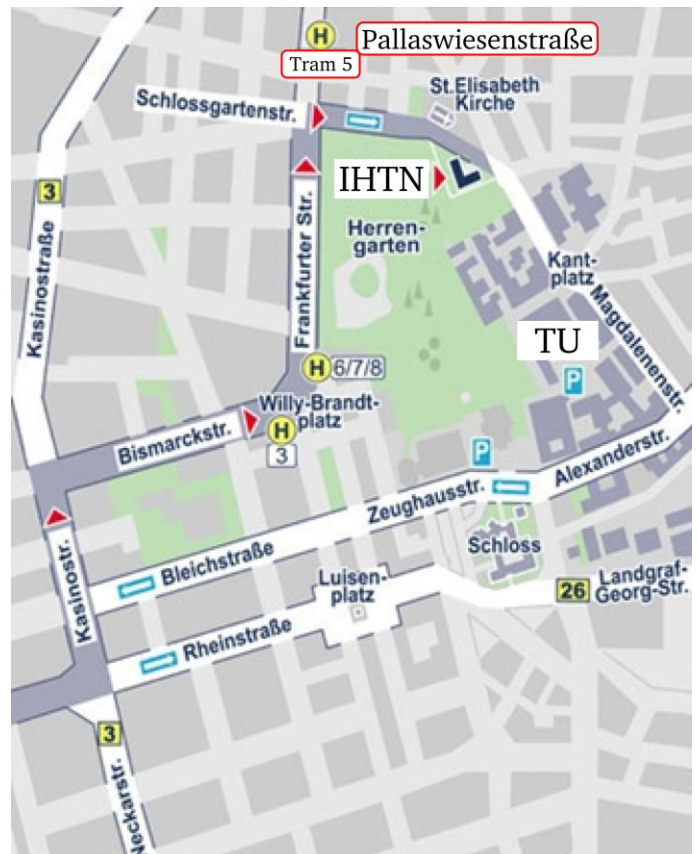 H
Pallaswiesenstraße
Tram 5
Schlossgartenstr.
St.Elisabeth
Kirche
3
IHTN
Kasinostraße
Frankfurter Str.
Herren-
garten
Kant-
platz
Magdalenenstr.
TU
H
6/7/8
P
Willy-Brandt-
platz
H
3
Bismarckstr.
P
Alexanderstr.
Zeughausstr.
Kasinostr.
Bleichstraße
Schloss
Luisen-
platz
26
Landgraf-
Georg-Str.
Rheinstraße
3
Neckarstr.